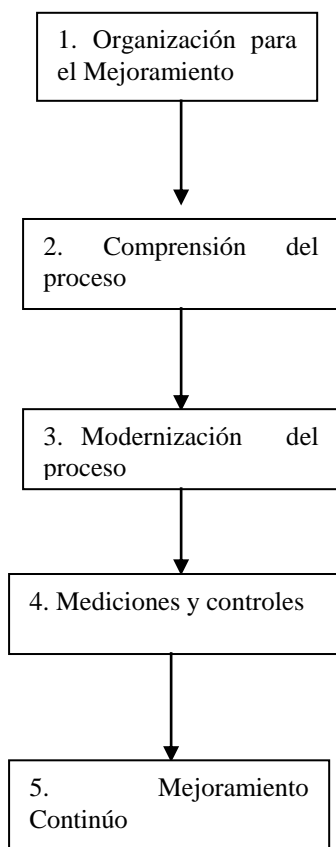 1. Organización para
el Mejoramiento
2. Comprensión del
proceso
3. Modernización del
proceso
4. Mediciones y controles
5. Mejoramiento
Continúo